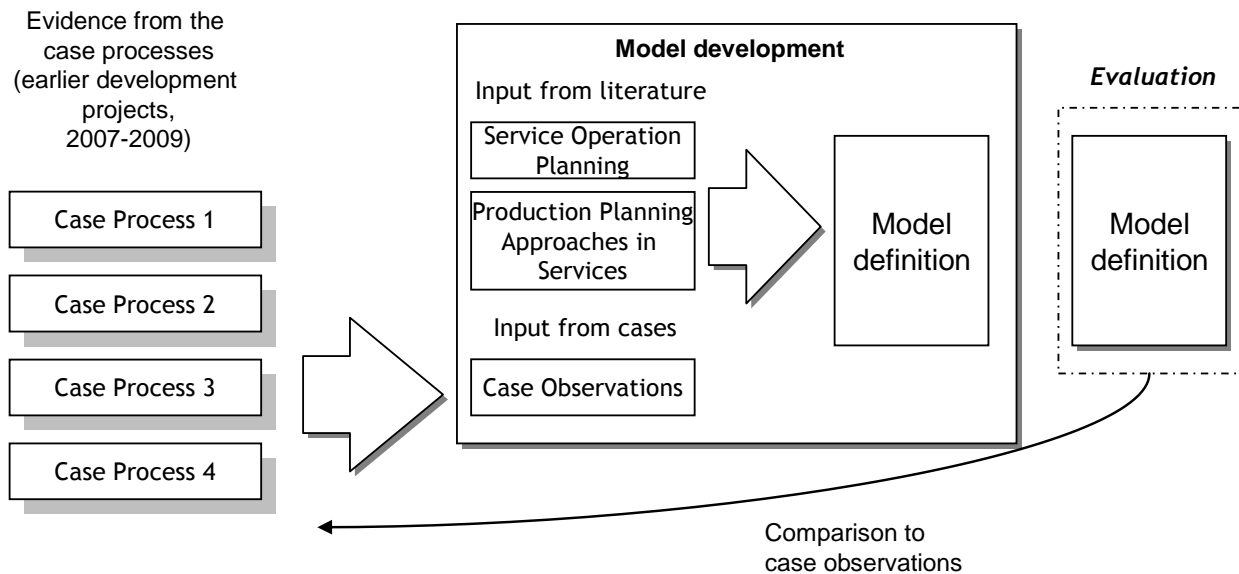 Evidence from the
case processes
(earlier development
projects,
2007-2009)
Case Process 1
Case Process 2
Case Process 3
Case Process 4
Model development
Input from literature
Service Operation
Planning
Production Planning
Approaches in
Services
Input from cases
Case Observations
Model
definition
Evaluation
Model
definition
Comparison to
case observations